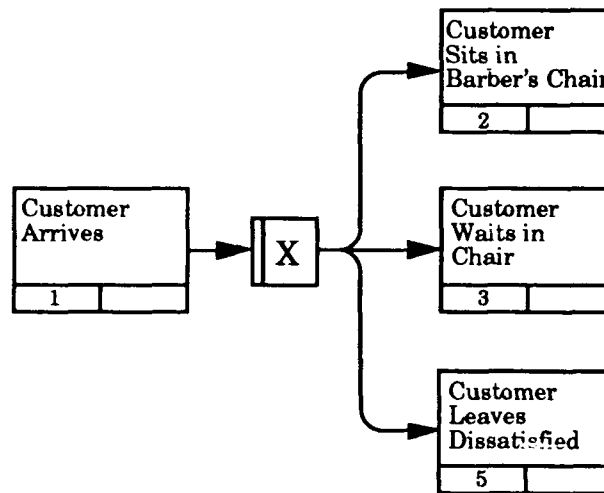 Customer
Sits in
Barber's Chair
2
Customer
Arrives
1
X
Customer
Waits in
Chair
3
Customer
Leaves
Dissatisfied
5